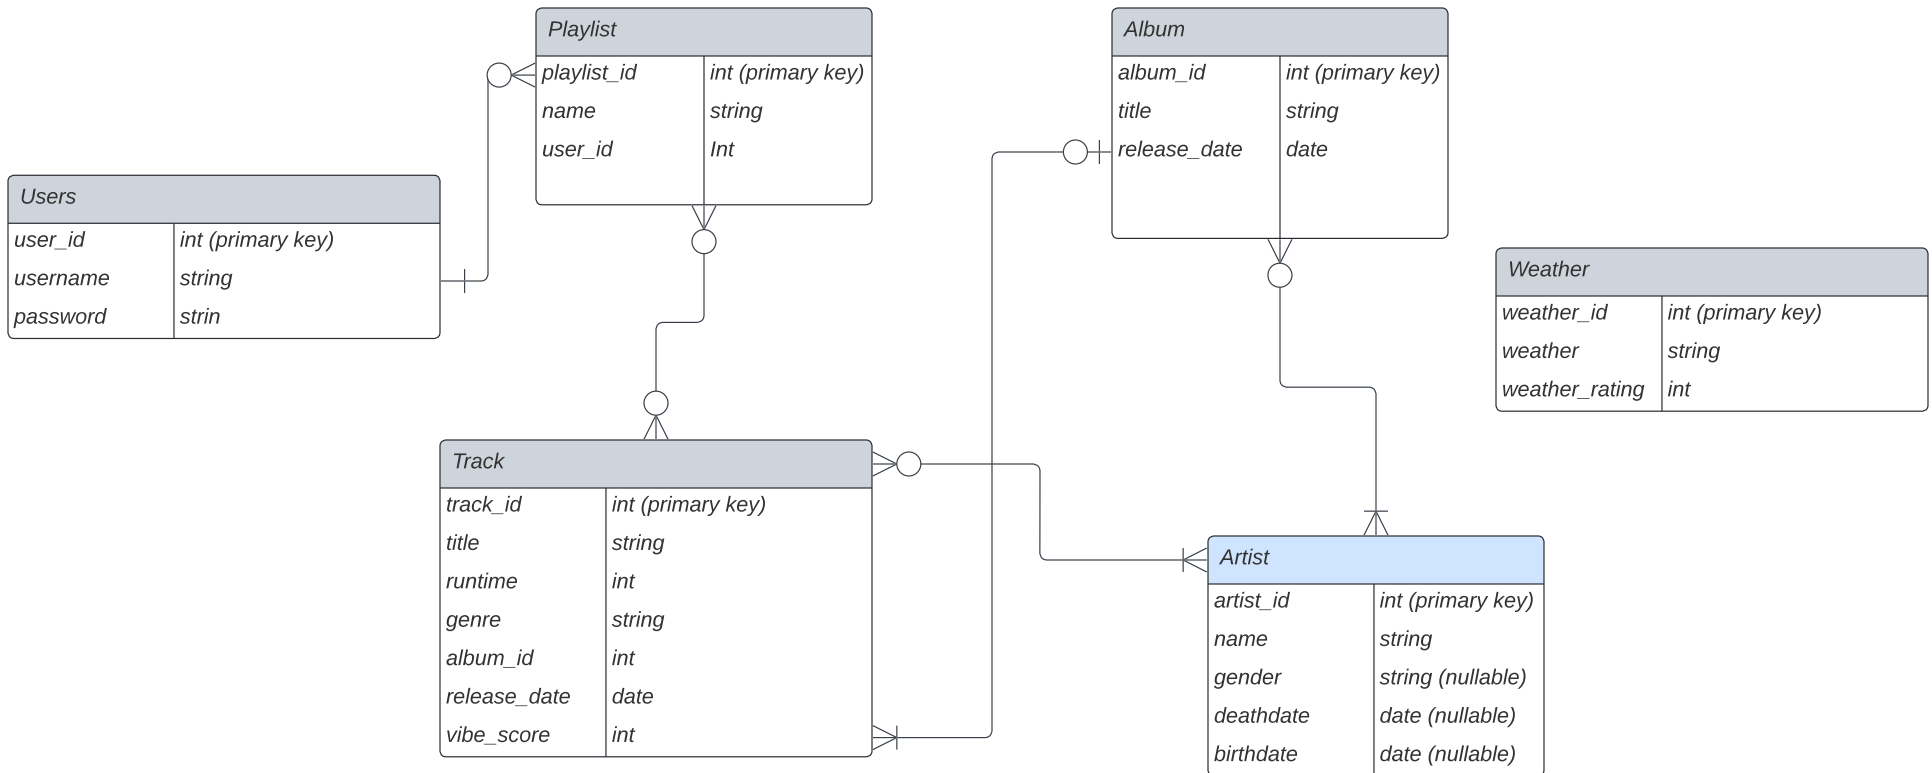 Playlist
playlist_id int (primary key)
name string
user_id Int
Album
album_id int (primary key)
title string
release_date date
Users
user_id int (primary key)
username string
password strin
Weather
weather_id int (primary key)
weather string
weather_rating int
Track
track_id int (primary key)
title string
runtime int
genre string
album_id int
release_date date
vibe_score int
Artist
artist_id int (primary key)
name string
gender string (nullable)
deathdate date (nullable)
birthdate date (nullable)